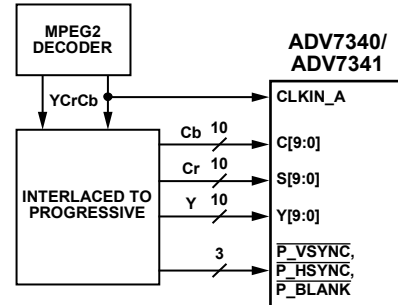 MPEG2
DECODER
ADV7340/
ADV7341
YCrCb
CLKIN_A
Cb 10
C[9:0]
Cr 10
S[9:0]
INTERLACED TO
PROGRESSIVE
Y 10
Y[9:0]
3
P_VSYNC,
P_HSYNC,
P_BLANK